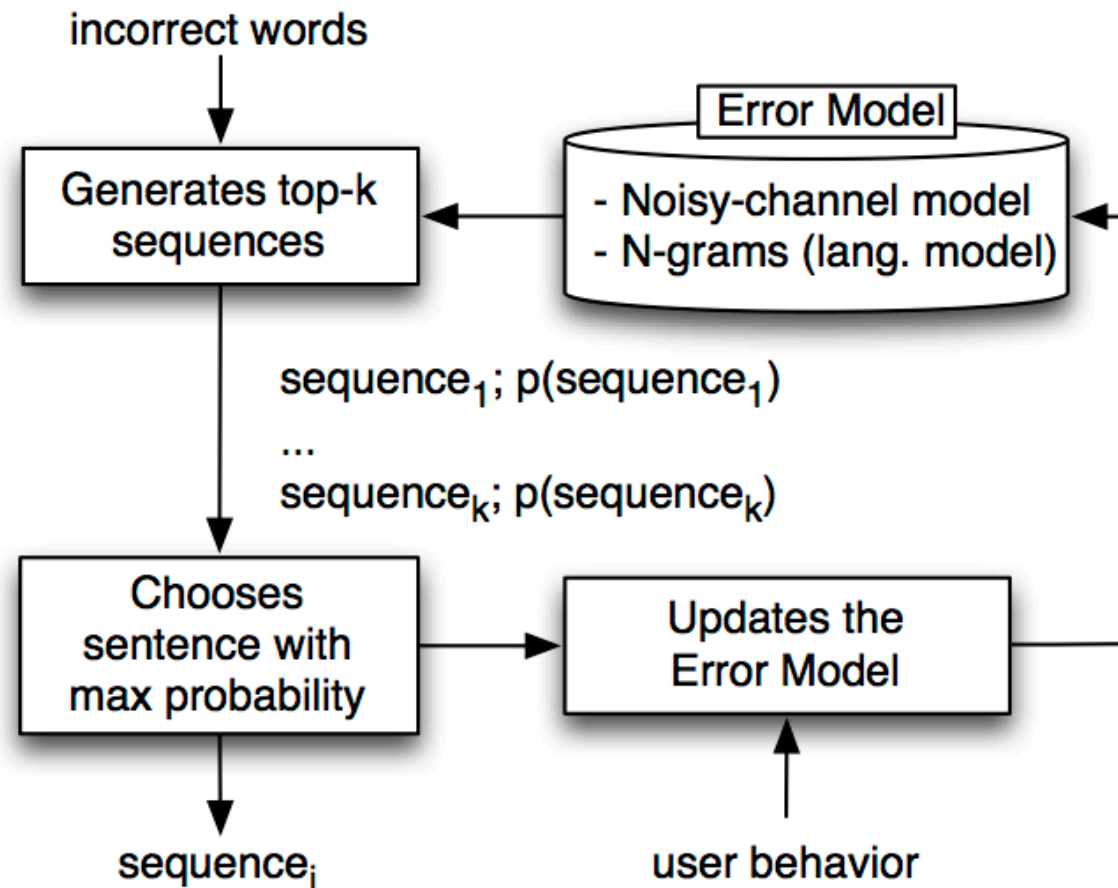 incorrect words
Error Model
Generates top-k
sequences
- Noisy-channel model
- N-grams (lang. model)
sequence₁; p(sequence₁)
...
sequenceₖ; p(sequenceₖ)
Chooses
sentence with
max probability
Updates the
Error Model
sequenceᵢ
user behavior